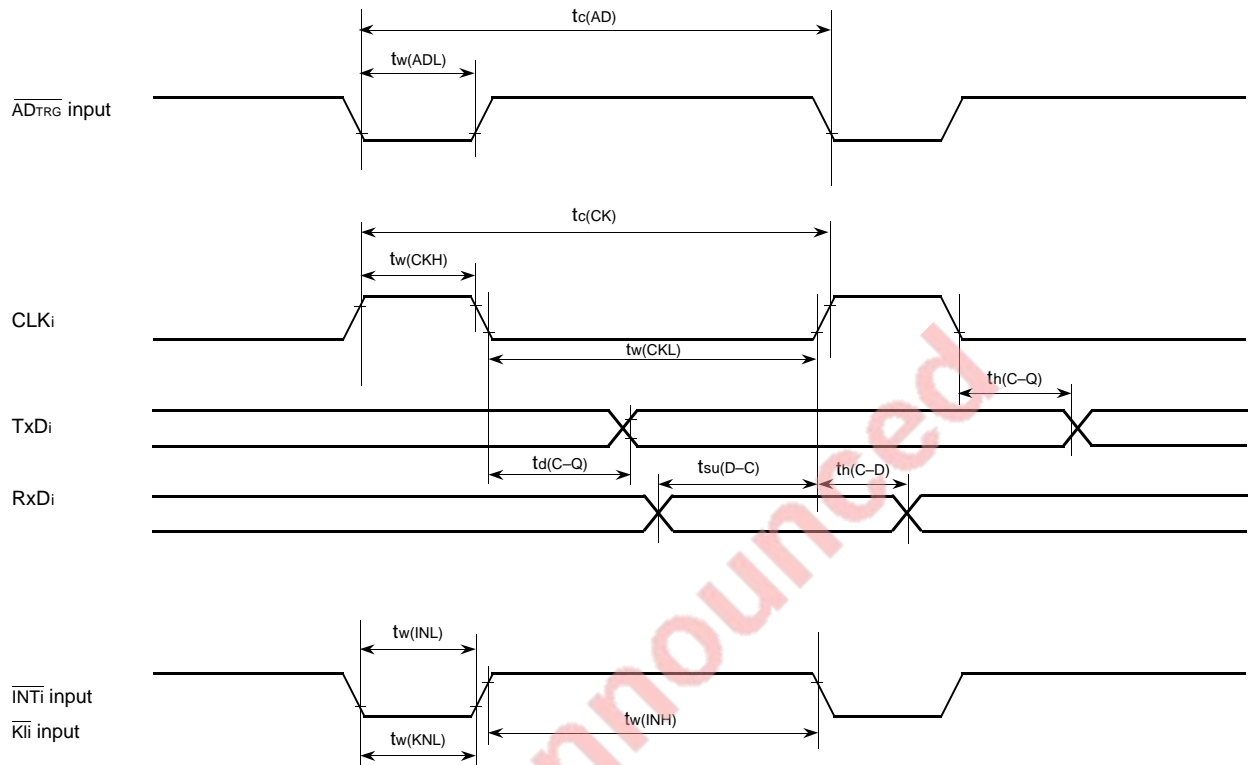 tc(AD)
tw(ADL)
ADTRG input
tc(CK)
tw(CKH)
CLKi
tw(CKL)
th(C–Q)
TxDi
td(C–Q)
tsu(D–C)
th(C–D)
RxDi
tw(INL)
INTi input
KIi input
tw(INH)
tw(KNL)
nnounced